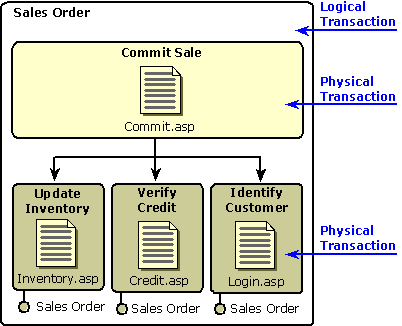 Sales Order
Logical
Transaction
Commit Sale
Commit.asp
Physical
Transaction
Update
Inventory
Inventory.asp
Verify
Credit
Credit.asp
Identify
Customer
Login.asp
Physical
Transaction
Sales Order
Sales Order
Sales Order